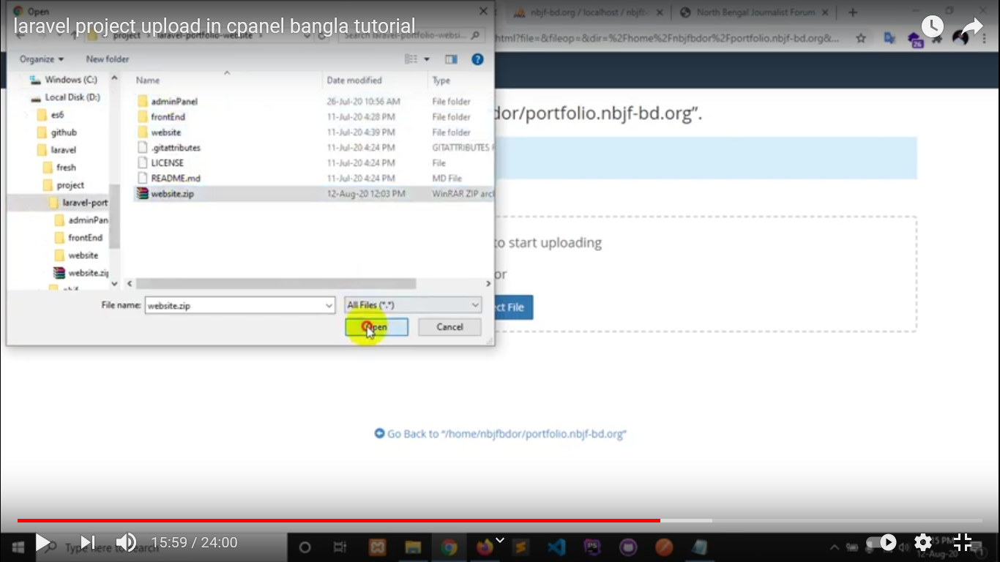 Open
laravel project upload in cpanel bangla tutorial
nbjf-bd.org / localhost / nbjfb
North Bengal Journalist Forum
project
laravel-portfolio-website
Search laravel-portfolio-websi...
html?file=&fileop=&dir=%2Fhome%2Fnbjfbdor%2Fportfolio.nbjf-bd.org&...
26
Organize
New folder
Windows (C:)
Local Disk (D:)
es6
github
laravel
fresh
project
laravel-port
adminPan
frontEnd
website
website.zip
Name
Date modified
Type
adminPanel
26-Jul-20 10:56 AM
File folder
frontEnd
11-Jul-20 4:28 PM
File folder
website
11-Jul-20 4:39 PM
File folder
.gitattributes
11-Jul-20 4:24 PM
GITATTRIBUTES F
LICENSE
11-Jul-20 4:24 PM
File
README.md
11-Jul-20 4:24 PM
MD File
website.zip
12-Aug-20 12:03 PM
WinRAR ZIP arcl
File name:
website.zip
All Files (*.*)
Open
Cancel
dor/portfolio.nbjf-bd.org”.
to start uploading
or
ct File
Go Back to “/home/nbjfbdor/portfolio.nbjf-bd.org”
15:59 / 24:00
Type here to search
PS
12-Aug-20